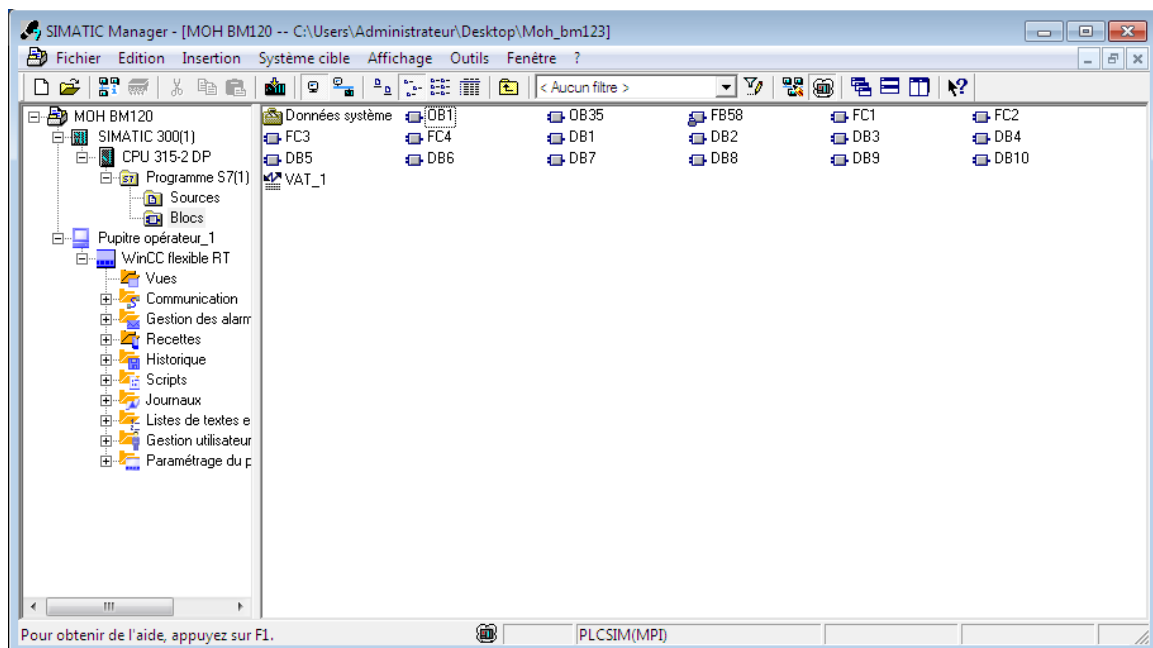 SIMATIC Manager - [MOH BM120 -- C:\Users\Administrateur\Desktop\Moh_bm123]
Fichier Edition Insertion Système cible Affichage Outils Fenêtre ?
< Aucun filtre >
MOH BM120
SIMATIC 300(1)
CPU 315-2 DP
Programme S7(1)
Sources
Blocs
Pupitre opérateur_1
WinCC flexible RT
Vues
Communication
Gestion des alarm
Recettes
Historique
Scripts
Journaux
Listes de textes e
Gestion utilisateur
Paramétrage du p
Données système OB1 OB35 FB58 FC1 FC2
FC3 FC4 DB1 DB2 DB3 DB4
DB5 DB6 DB7 DB8 DB9 DB10
VAT_1
Pour obtenir de l'aide, appuyez sur F1. PLCSIM(MPI)